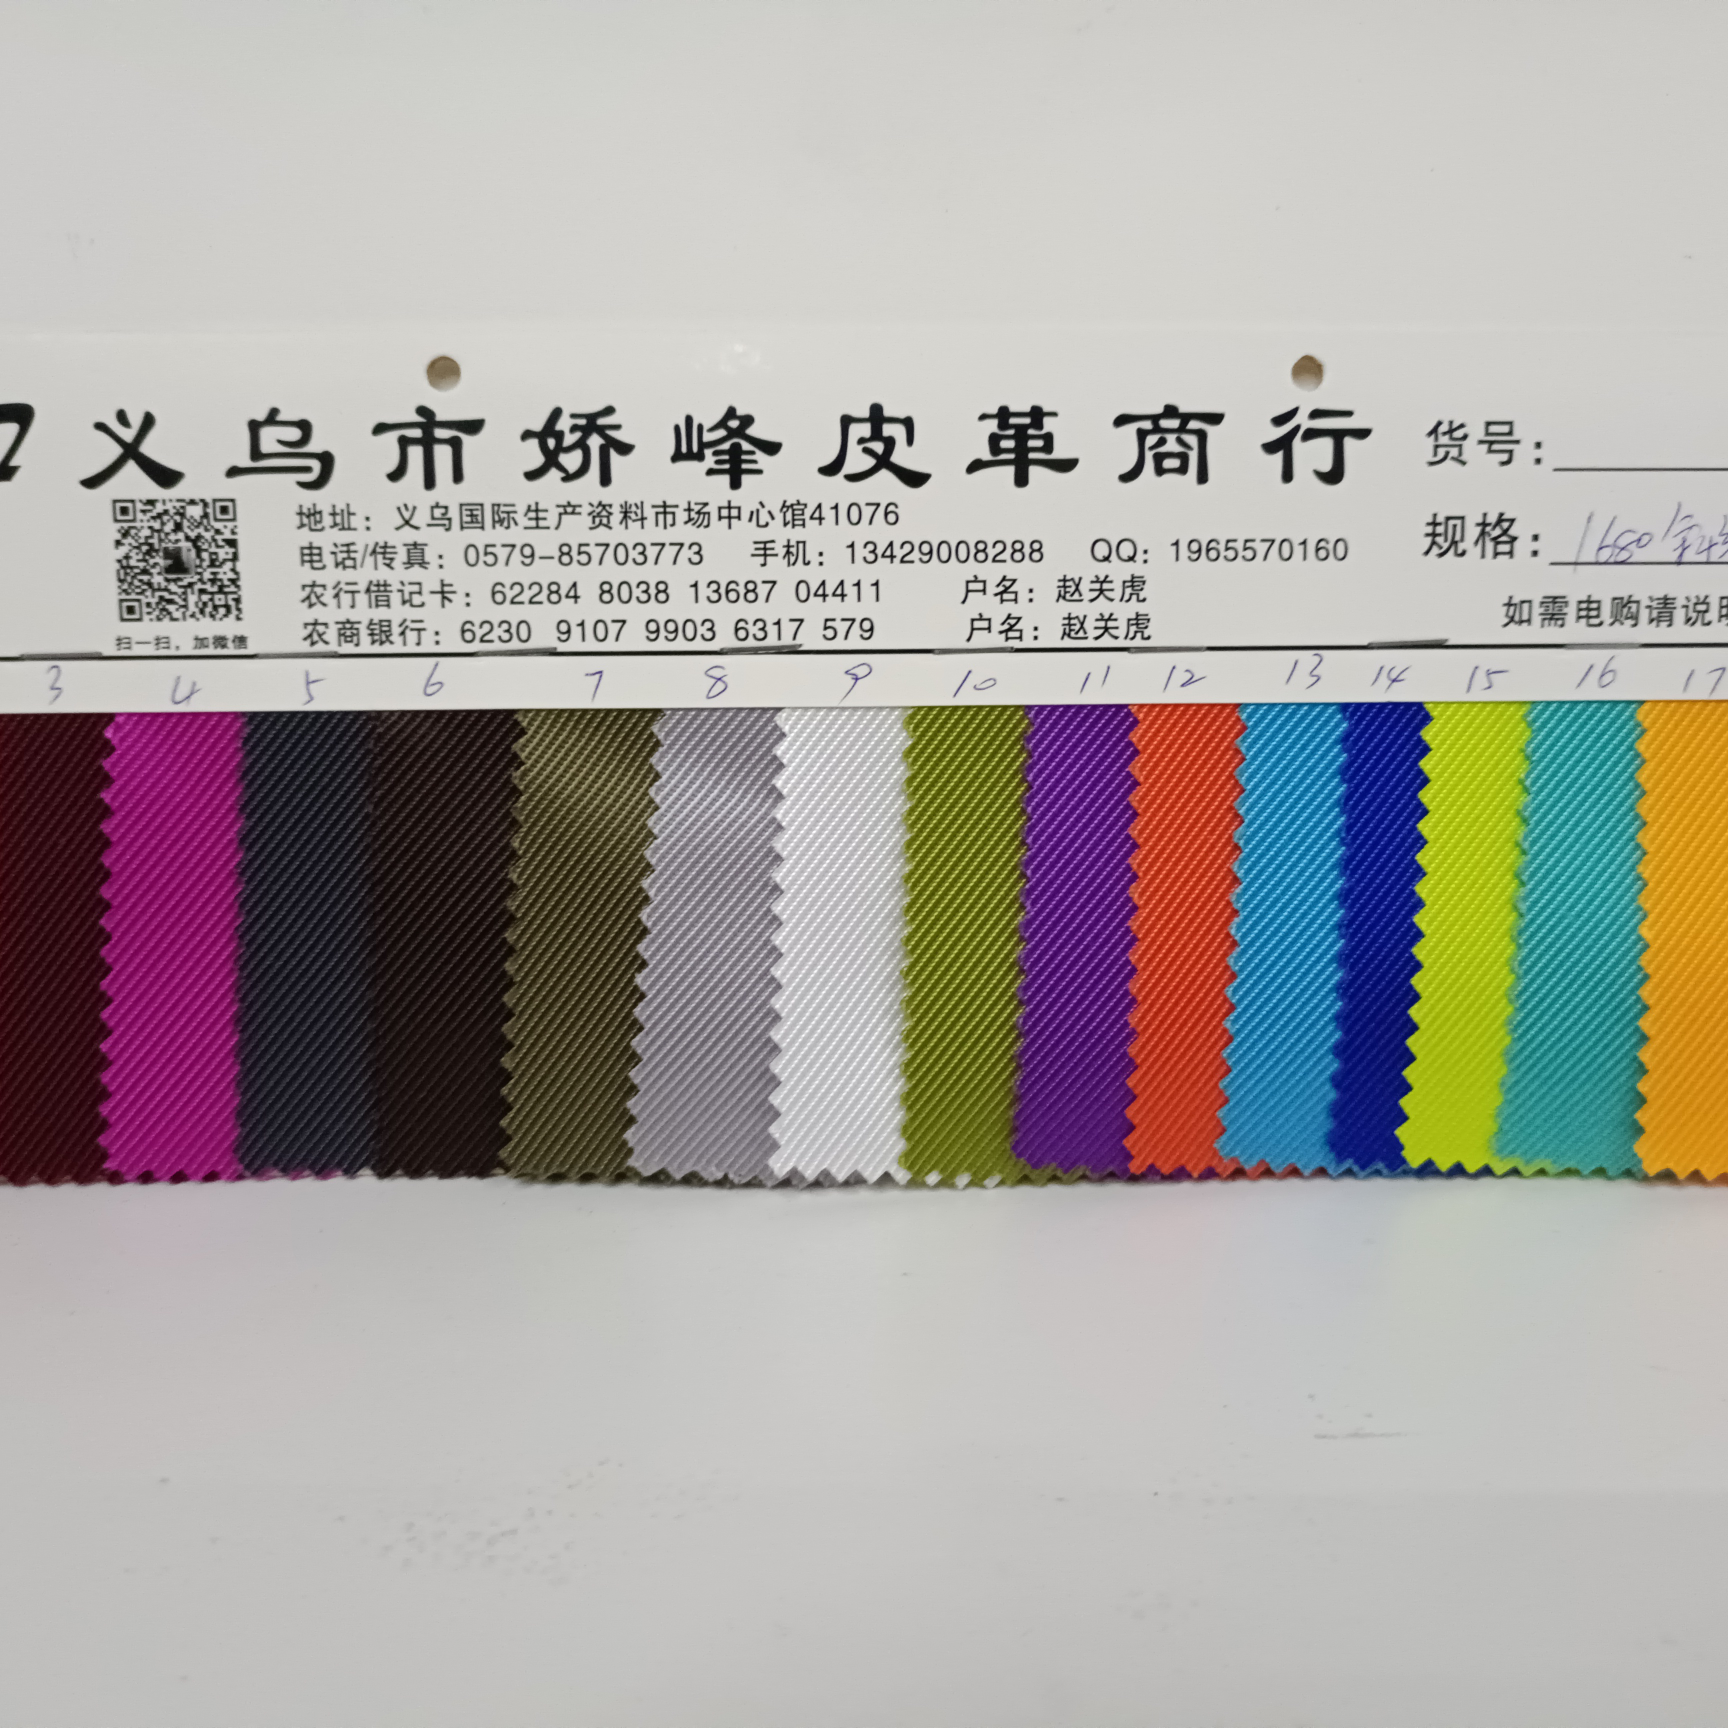 义乌市娇峰皮革商行
货号：
地址：义乌国际生产资料市场中心馆41076
规格：1680
电话/传真：0579-85703773 手机：13429008288 QQ：1965570160
农行借记卡：62284 8038 13687 04411 户名：赵关虎
如需电购请说明
农商银行：6230 9107 9903 6317 579 户名：赵关虎
扫一扫，加微信
3 4 5 6 7 8 9 10 11 12 13 14 15 16 17